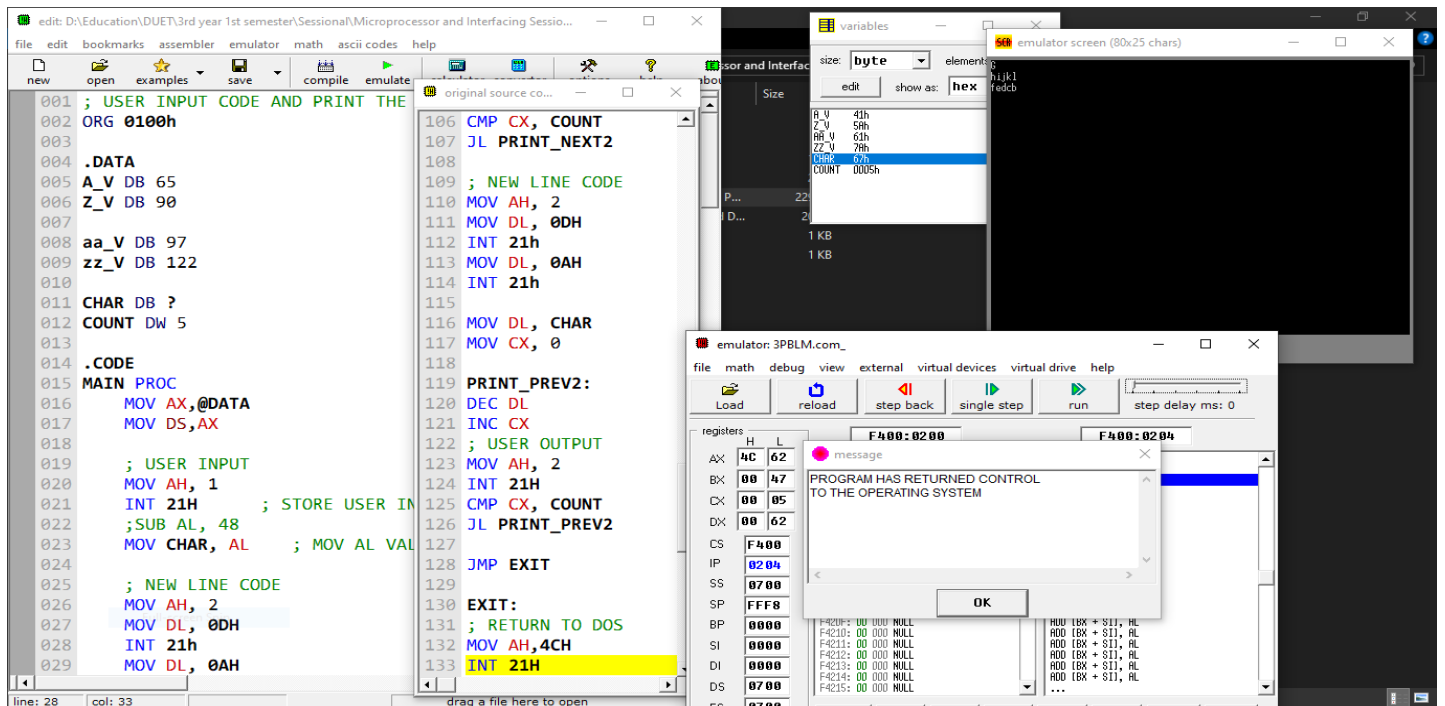 edit: D:\Education\DUET\3rd year 1st semester\Sessional\Microprocessor and Interfacing Sessio...
file edit bookmarks assembler emulator math ascii codes help
new open examples save compile emulate
001 ; USER INPUT CODE AND PRINT THE
002 ORG 0100h
003
004 .DATA
005 A_V DB 65
006 Z_V DB 90
007
008 aa_V DB 97
009 zz_V DB 122
010
011 CHAR DB ?
012 COUNT DW 5
013
014 .CODE
015 MAIN PROC
016 MOV AX,@DATA
017 MOV DS,AX
018
019 ; USER INPUT
020 MOV AH, 1
021 INT 21H ; STORE USER IN
022 ;SUB AL, 48
023 MOV CHAR, AL ; MOV AL VAL
024
025 ; NEW LINE CODE
026 MOV AH, 2
027 MOV DL, 0DH
028 INT 21h
029 MOV DL, 0AH
line: 28 col: 33 drag a file here to open
original source co...
106 CMP CX, COUNT
107 JL PRINT_NEXT2
108
109 ; NEW LINE CODE
110 MOV AH, 2
111 MOV DL, 0DH
112 INT 21h
113 MOV DL, 0AH
114 INT 21h
115
116 MOV DL, CHAR
117 MOV CX, 0
118
119 PRINT_PREV2:
120 DEC DL
121 INC CX
122 ; USER OUTPUT
123 MOV AH, 2
124 INT 21H
125 CMP CX, COUNT
126 JL PRINT_PREV2
127
128 JMP EXIT
129
130 EXIT:
131 ; RETURN TO DOS
132 MOV AH,4CH
133 INT 21H
ssor and Interfac
Size
P... 229
D...
1 KB
1 KB
variables
size: byte element
edit show as: hex
A_V 41h
Z_V 5Ah
AA_V 61h
ZZ_V 7Ah
CHAR 67h
COUNT 0005h
SCR emulator screen (80x25 chars)
hijkl
fedcb
emulator: 3PBLM.com_
file math debug view external virtual devices virtual drive help
Load reload step back single step run step delay ms: 0
registers F400:0200 F400:0204
H L
AX 4C 62
BX 00 47
CX 00 05
DX 00 62
CS F400
IP 0204
SS 0700
SP FFF8
BP 0000
SI 0000
DI 0000
DS 0700
ES 0700
message
PROGRAM HAS RETURNED CONTROL
TO THE OPERATING SYSTEM
OK
F420F: 00 000 NULL ADD [BX + SI], AL
F4210: 00 000 NULL ADD [BX + SI], AL
F4211: 00 000 NULL ADD [BX + SI], AL
F4212: 00 000 NULL ADD [BX + SI], AL
F4213: 00 000 NULL ADD [BX + SI], AL
F4214: 00 000 NULL ADD [BX + SI], AL
F4215: 00 000 NULL ...